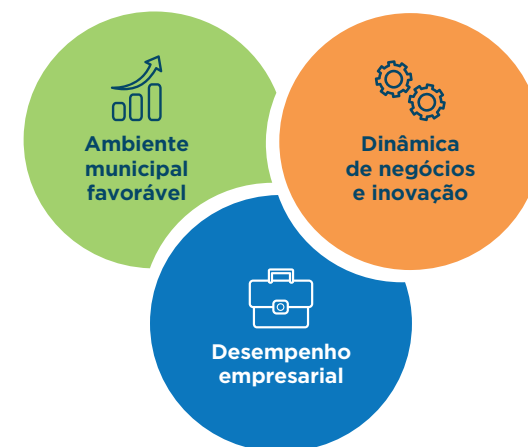 Ambiente
municipal
favorável
Dinâmica
de negócios
e inovação
Desempenho
empresarial